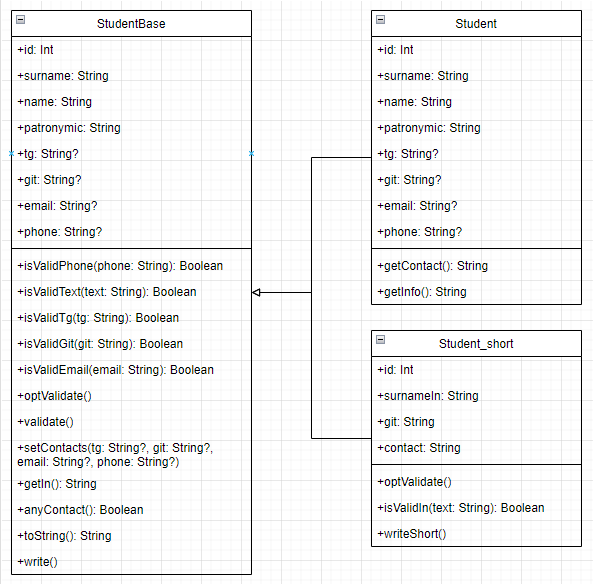 StudentBase
+id: Int
+surname: String
+name: String
+patronymic: String
+tg: String?
+git: String?
+email: String?
+phone: String?
+isValidPhone(phone: String): Boolean
+isValidText(text: String): Boolean
+isValidTg(tg: String): Boolean
+isValidGit(git: String): Boolean
+isValidEmail(email: String): Boolean
+optValidate()
+validate()
+setContacts(tg: String?, git: String?,
email: String?, phone: String?)
+getIn(): String
+anyContact(): Boolean
+toString(): String
+write()
Student
+id: Int
+surname: String
+name: String
+patronymic: String
+tg: String?
+git: String?
+email: String?
+phone: String?
+getContact(): String
+getInfo(): String
Student_short
+id: Int
+surnameIn: String
+git: String
+contact: String
+optValidate()
+isValidIn(text: String): Boolean
+writeShort()